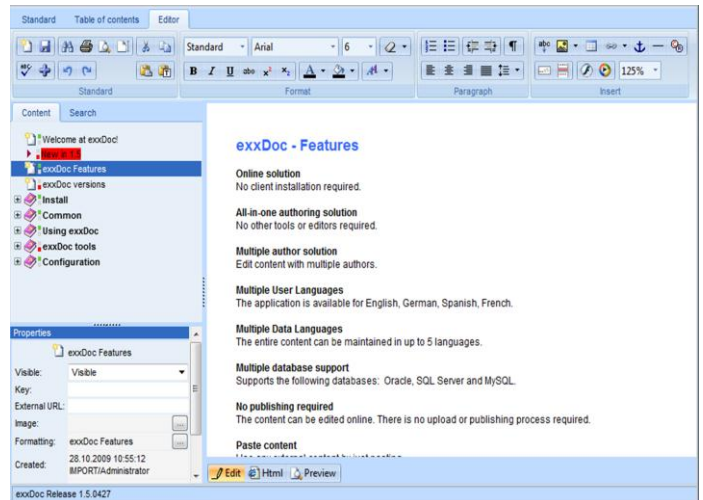 Standard Table of contents Editor
Standard Arial 6
B I U abc x² x₂ A
125%
Standard Format Paragraph Insert
Content Search
Welcome at exxDoc!
New in 1.5
exxDoc Features
exxDoc versions
Install
Common
Using exxDoc
exxDoc tools
Configuration
Properties
exxDoc Features
Visible: Visible
Key:
External URL:
Image: ...
Formatting: exxDoc Features ...
Created: 28.10.2009 10:55:12
IMPORT/Administrator
exxDoc - Features
Online solution
No client installation required.
All-in-one authoring solution
No other tools or editors required.
Multiple author solution
Edit content with multiple authors.
Multiple User Languages
The application is available for English, German, Spanish, French.
Multiple Data Languages
The entire content can be maintained in up to 5 languages.
Multiple database support
Supports the following databases: Oracle, SQL Server and MySQL.
No publishing required
The content can be edited online. There is no upload or publishing process required.
Paste content
Edit Html Preview
exxDoc Release 1.5.0427